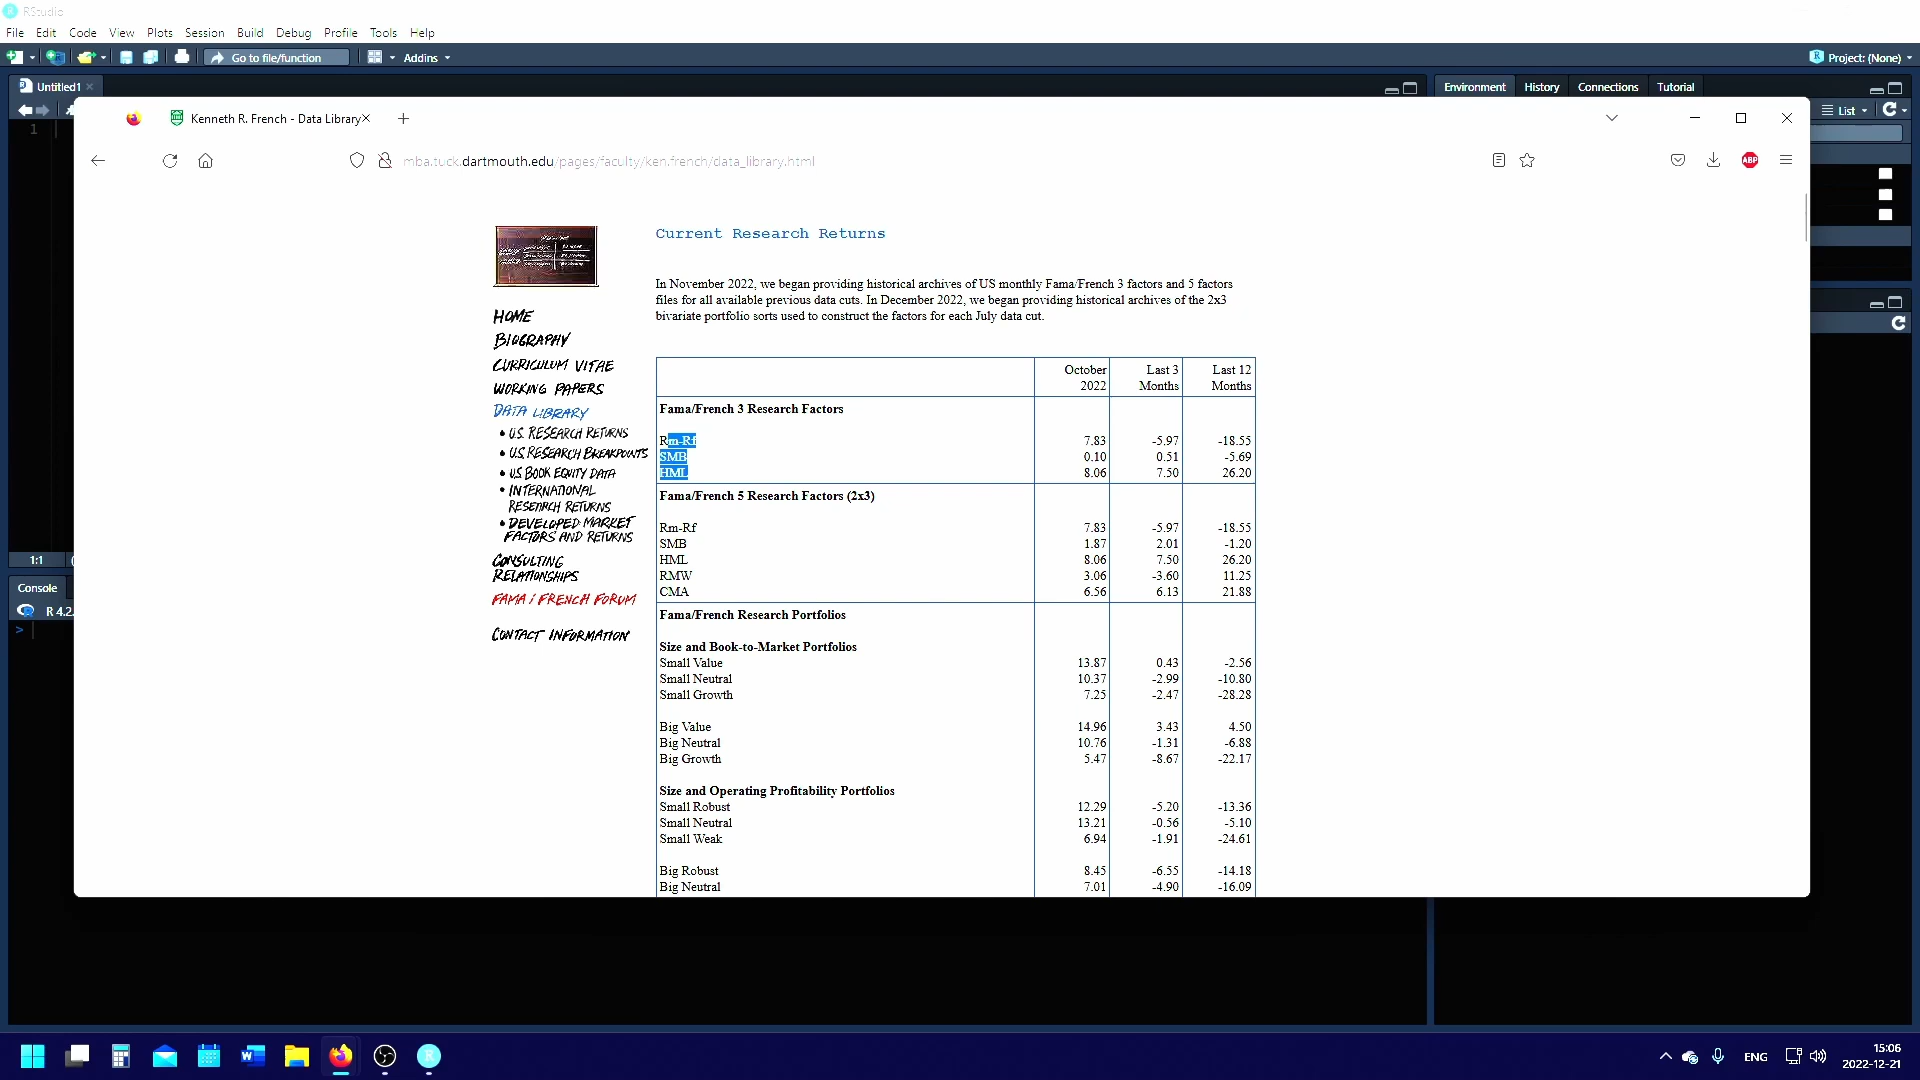 RStudio
File Edit Code View Plots Session Build Debug Profile Tools Help
Go to file/function Addins Project: (None)
Untitled1 Environment History Connections Tutorial
List
1
Kenneth R. French - Data Library
mba.tuck.dartmouth.edu/pages/faculty/ken.french/data_library.html
HOME
BIOGRAPHY
CURRICULUM VITAE
WORKING PAPERS
DATA LIBRARY
• U.S. RESEARCH RETURNS
• U.S. RESEARCH BREAKPOINTS
• U.S. BOOK EQUITY DATA
• INTERNATIONAL
RESEARCH RETURNS
• DEVELOPED MARKET
FACTORS AND RETURNS
CONSULTING
RELATIONSHIPS
FAMA / FRENCH FORUM
CONTACT INFORMATION
Current Research Returns
In November 2022, we began providing historical archives of US monthly Fama/French 3 factors and 5 factors
files for all available previous data cuts. In December 2022, we began providing historical archives of the 2x3
bivariate portfolio sorts used to construct the factors for each July data cut.
October Last 3 Last 12
2022 Months Months
Fama/French 3 Research Factors
Rm-Rf 7.83 -5.97 -18.55
SMB 0.10 0.51 -5.69
HML 8.06 7.50 26.20
Fama/French 5 Research Factors (2x3)
Rm-Rf 7.83 -5.97 -18.55
SMB 1.87 2.01 -1.20
HML 8.06 7.50 26.20
RMW 3.06 -3.60 11.25
CMA 6.56 6.13 21.88
Fama/French Research Portfolios
Size and Book-to-Market Portfolios
Small Value 13.87 0.43 -2.56
Small Neutral 10.37 -2.99 -10.80
Small Growth 7.25 -2.47 -28.28
Big Value 14.96 3.43 4.50
Big Neutral 10.76 -1.31 -6.88
Big Growth 5.47 -8.67 -22.17
Size and Operating Profitability Portfolios
Small Robust 12.29 -5.20 -13.36
Small Neutral 13.21 -0.56 -5.10
Small Weak 6.94 -1.91 -24.61
Big Robust 8.45 -6.55 -14.18
Big Neutral 7.01 -4.90 -16.09
1:1
Console
R 4.2.
>
ABP
ENG 15:06
2022-12-21